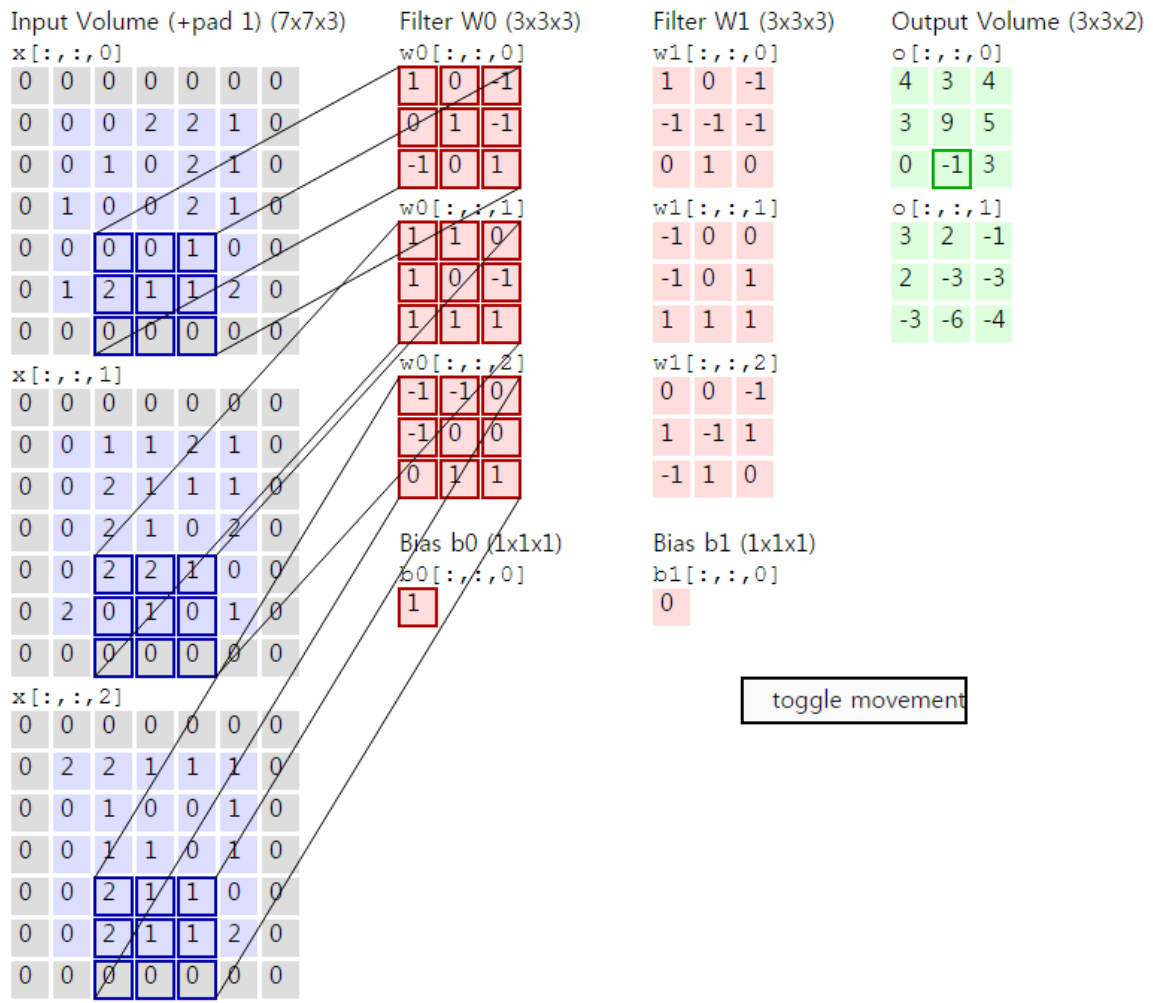 Input Volume (+pad 1) (7x7x3)
x[:,:,0]
0 0 0 0 0 0 0
0 0 0 2 2 1 0
0 0 1 0 2 1 0
0 1 0 0 2 1 0
0 0 0 0 1 0 0
0 1 2 1 1 2 0
0 0 0 0 0 0 0
x[:,:,1]
0 0 0 0 0 0 0
0 0 1 1 2 1 0
0 0 2 1 1 1 0
0 0 2 1 0 2 0
0 0 2 2 1 0 0
0 2 0 1 0 1 0
0 0 0 0 0 0 0
x[:,:,2]
0 0 0 0 0 0 0
0 2 2 1 1 1 0
0 0 1 0 0 1 0
0 0 1 1 0 1 0
0 0 2 1 1 0 0
0 0 2 1 1 2 0
0 0 0 0 0 0 0
Filter W0 (3x3x3)
w0[:,:,0]
1 0 -1
0 1 -1
-1 0 1
w0[:,:,1]
1 1 0
1 0 -1
1 1 1
w0[:,:,2]
-1 -1 0
-1 0 0
0 1 1
Bias b0 (1x1x1)
b0[:,:,0]
1
Filter W1 (3x3x3)
w1[:,:,0]
1 0 -1
-1 -1 -1
0 1 0
w1[:,:,1]
-1 0 0
-1 0 1
1 1 1
w1[:,:,2]
0 0 -1
1 -1 1
-1 1 0
Bias b1 (1x1x1)
b1[:,:,0]
0
Output Volume (3x3x2)
o[:,:,0]
4 3 4
3 9 5
0 -1 3
o[:,:,1]
3 2 -1
2 -3 -3
-3 -6 -4
toggle movement